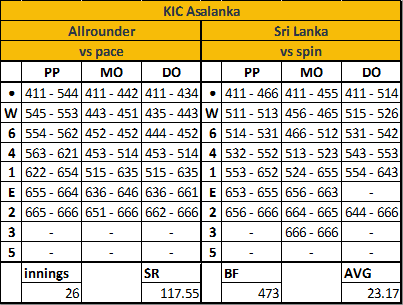 KIC Asalanka
Allrounder Sri Lanka
vs pace vs spin
PP MO DO PP MO DO
• 411 - 544 411 - 442 411 - 434 • 411 - 466 411 - 455 411 - 514
W 545 - 553 443 - 451 435 - 443 W 511 - 513 456 - 465 515 - 526
6 554 - 562 452 - 452 444 - 452 6 514 - 531 466 - 512 531 - 542
4 563 - 621 453 - 514 453 - 514 4 532 - 552 513 - 523 543 - 553
1 622 - 654 515 - 635 515 - 635 1 553 - 652 524 - 655 554 - 643
E 655 - 664 636 - 646 636 - 661 E 653 - 655 656 - 663 -
2 665 - 666 651 - 666 662 - 666 2 656 - 666 664 - 665 644 - 666
3 - - - 3 - 666 - 666 -
5 - - - 5 - - -
innings SR BF AVG
26 117.55 473 23.17